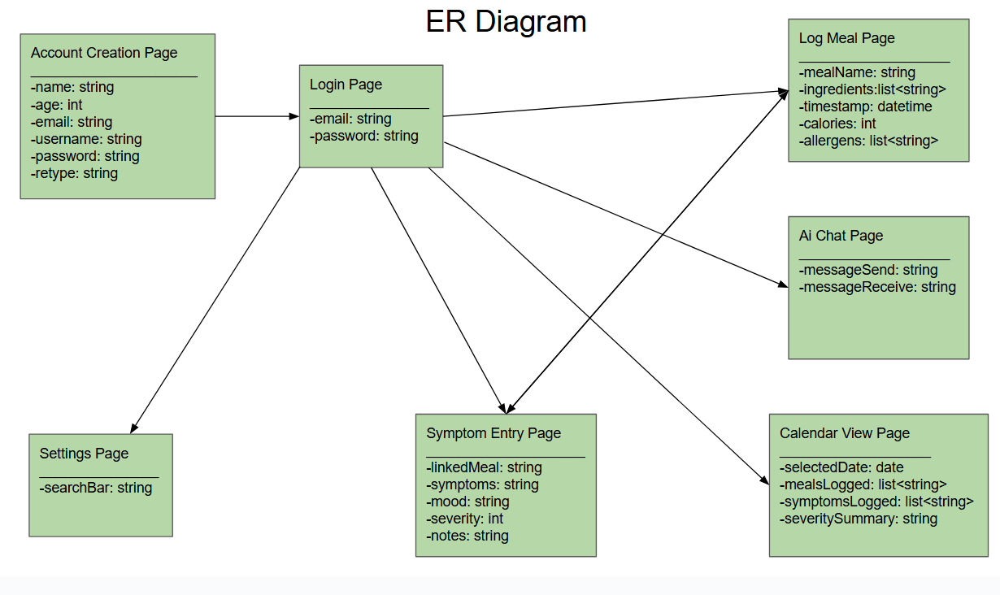 ER Diagram
Account Creation Page
-name: string
-age: int
-email: string
-username: string
-password: string
-retype: string
Login Page
-email: string
-password: string
Log Meal Page
-mealName: string
-ingredients:list<string>
-timestamp: datetime
-calories: int
-allergens: list<string>
Ai Chat Page
-messageSend: string
-messageReceive: string
Settings Page
-searchBar: string
Symptom Entry Page
-linkedMeal: string
-symptoms: string
-mood: string
-severity: int
-notes: string
Calendar View Page
-selectedDate: date
-mealsLogged: list<string>
-symptomsLogged: list<string>
-severitySummary: string